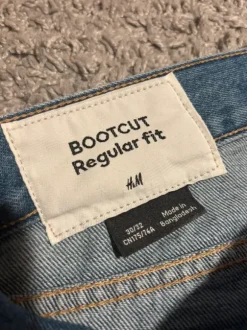 BOOTCUT
Regular fit
H&M
30/32
CN175/74A
Made in
Bangladesh